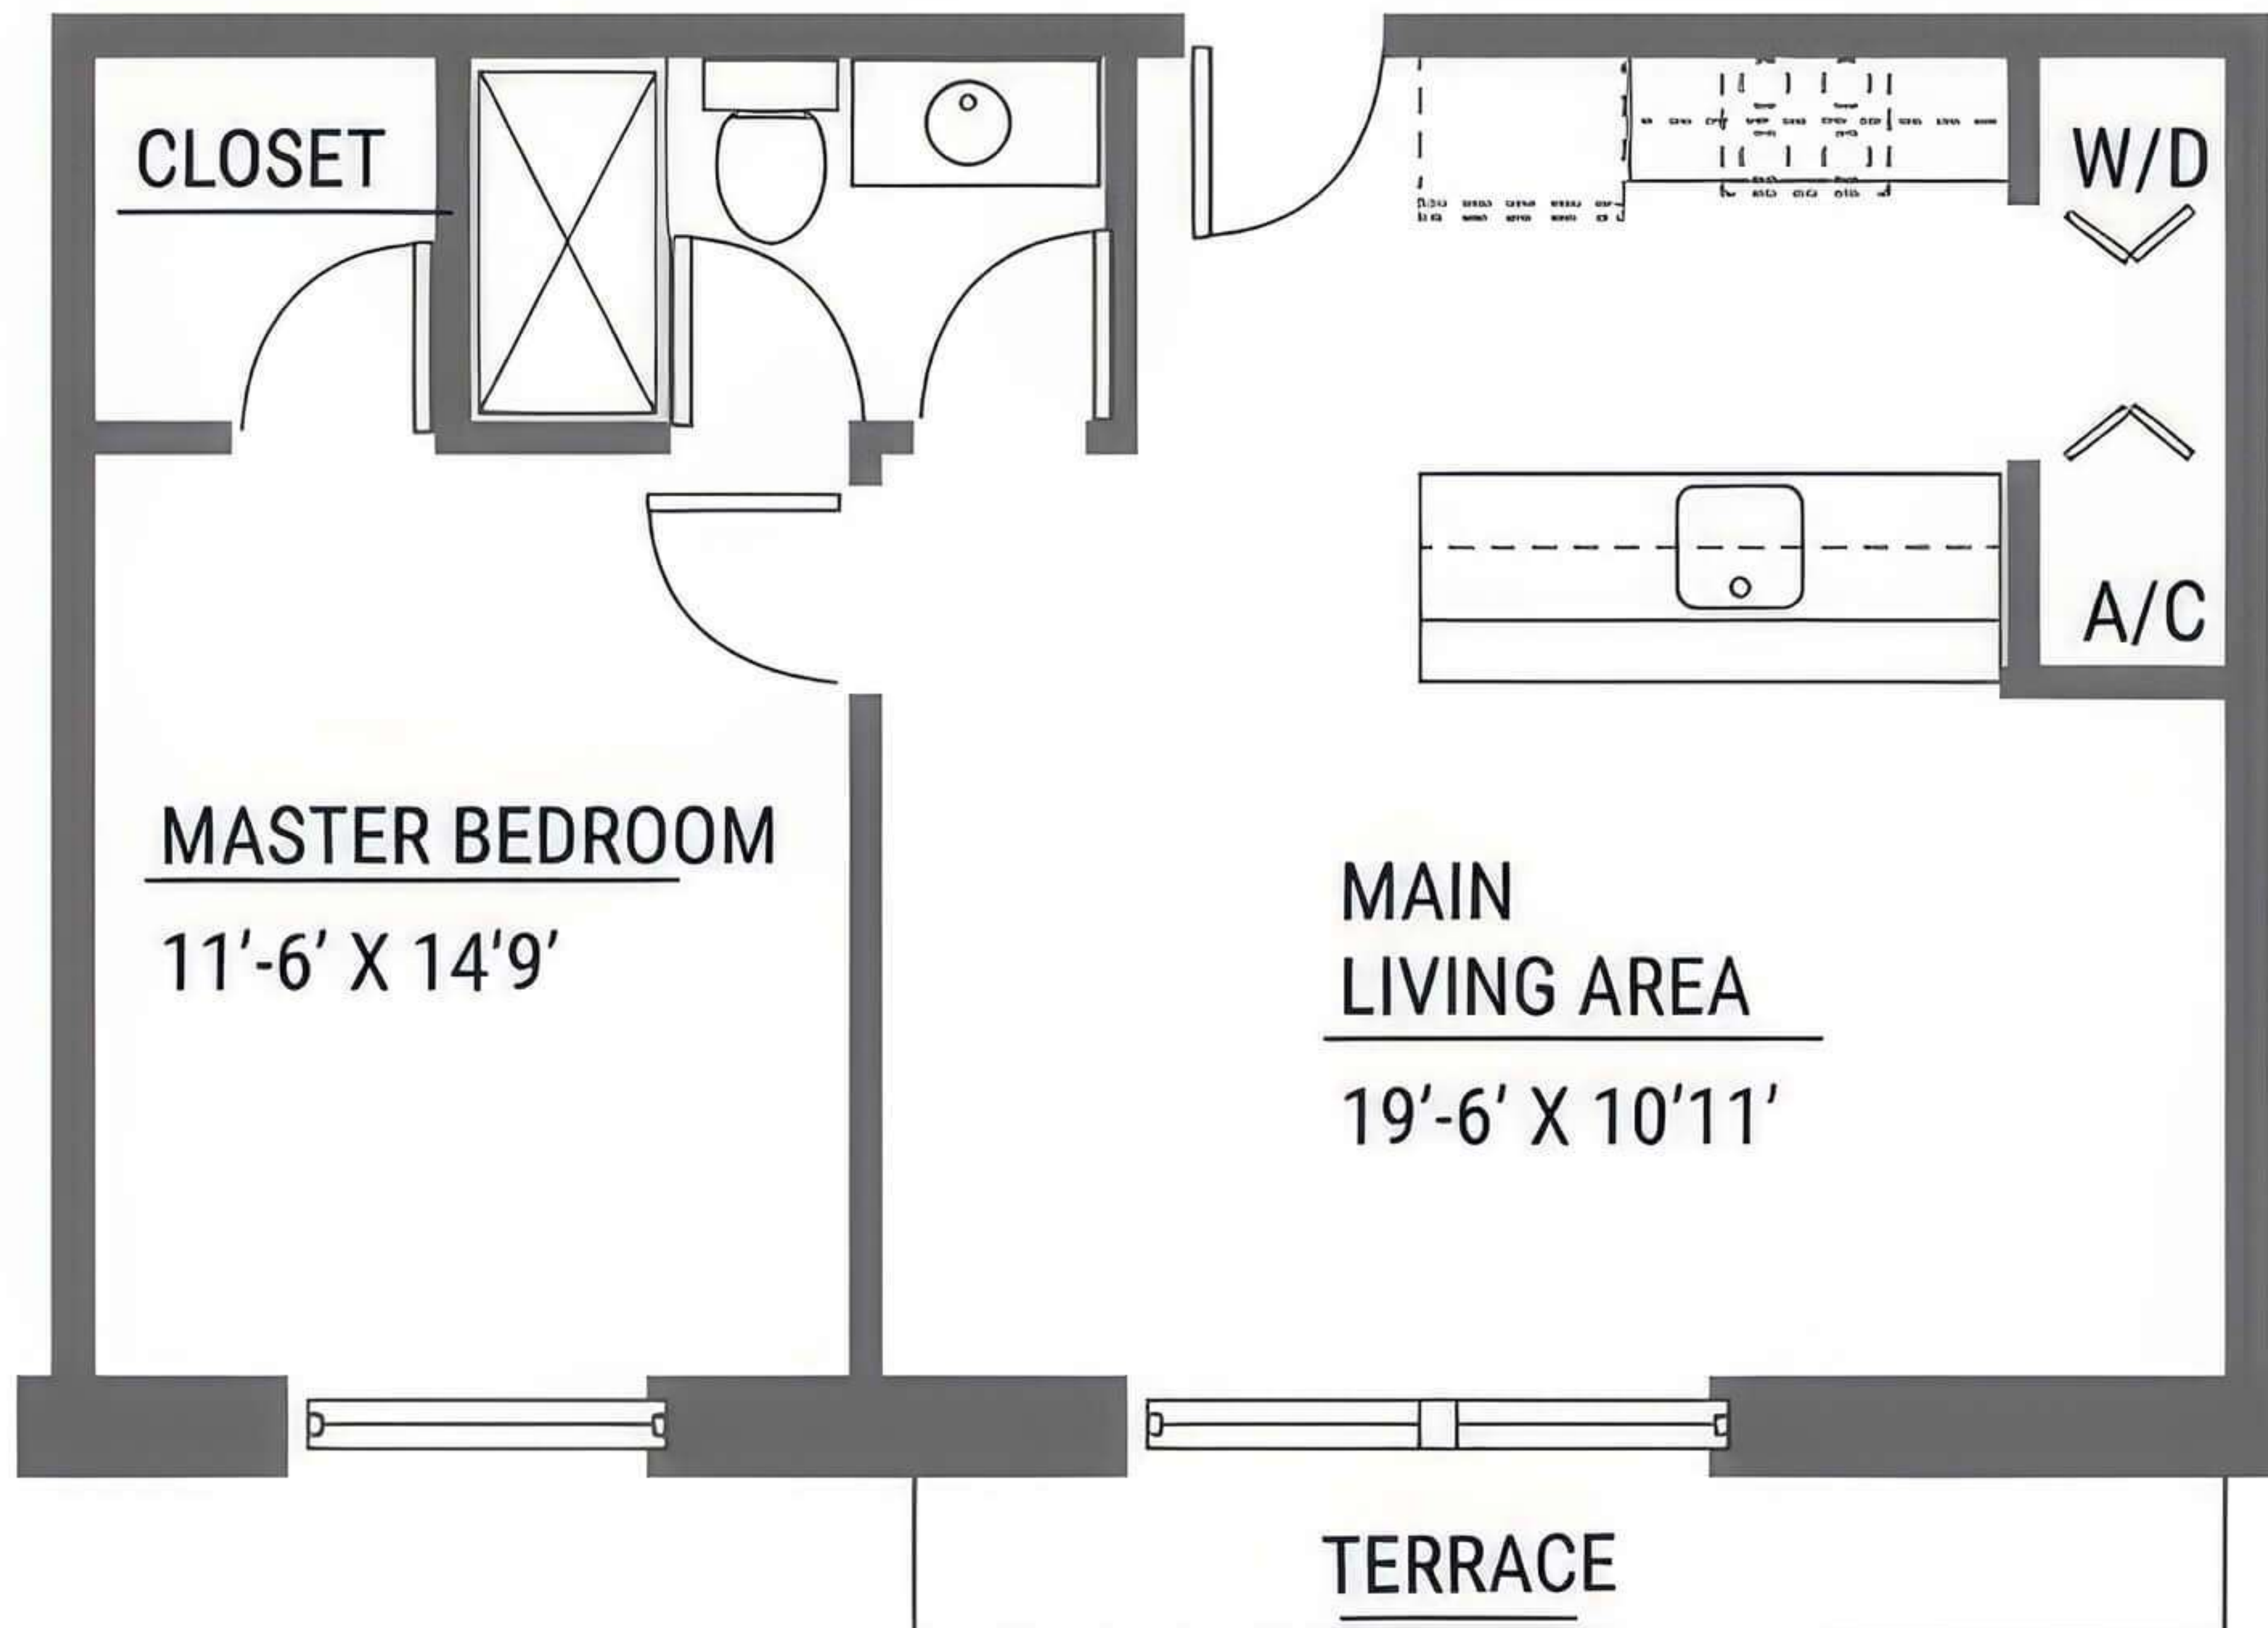 CLOSET
W/D
A/C
MASTER BEDROOM
11′-6′ X 14‘9′
MAIN
LIVING AREA
19′-6′ X 10′11′
TERRACE